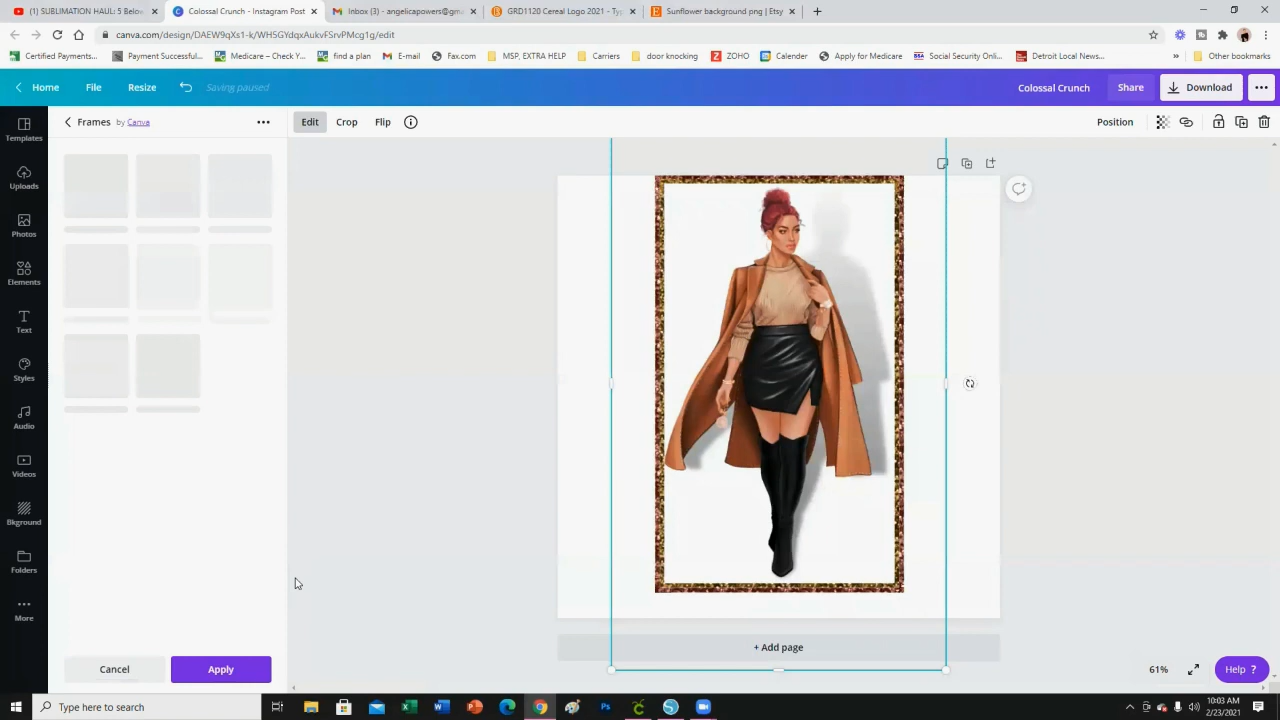 (1) SUBLIMATION HAUL: 5 Below
Colossal Crunch - Instagram Post
Inbox (3) - angelicapowers@gm
GRD1120 Cereal Logo 2021 - Ty
Sunflower background png | Etsy
canva.com/design/DAEW9qXs1-k/WH5GYdqxAukvFSrvPMcg1g/edit
Certified Payments...
Payment Successful...
Medicare – Check Y...
find a plan
E-mail
Fax.com
MSP, EXTRA HELP
Carriers
door knocking
ZOHO
Calender
Apply for Medicare
Social Security Onli...
Detroit Local News...
»
Other bookmarks
Home
File
Resize
Saving paused
Colossal Crunch
Share
Download
Templates
Uploads
Photos
Elements
Text
Styles
Audio
Videos
Bkground
Folders
More
Frames by Canva
Edit
Crop
Flip
Position
+ Add page
Cancel
Apply
61%
Help ?
Type here to search
10:03 AM
2/23/2021